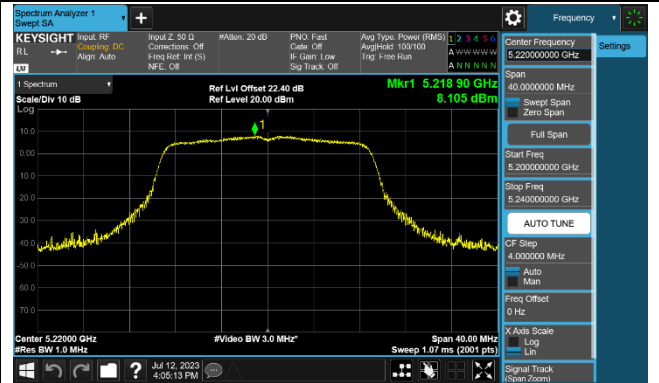 Spectrum Analyzer 1
Swept SA
Frequency
KEYSIGHT
RL
Input: RF
Coupling: DC
Align: Auto
Input Z: 50 Ω
Corrections: Off
Freq Ref: Int (S)
NFE: Off
#Atten: 20 dB
PNO: Fast
Gate: Off
IF Gain: Low
Sig Track: Off
Avg Type: Power (RMS)
Avg|Hold: 100/100
Trig: Free Run
1 2 3 4 5 6
A W W W W W
A N N N N N
LXI
1 Spectrum
Scale/Div 10 dB
Log
Ref Lvl Offset 22.40 dB
Ref Level 20.00 dBm
Mkr1 5.218 90 GHz
8.105 dBm
1
10.0
0.00
-10.0
-20.0
-30.0
-40.0
-50.0
-60.0
-70.0
Center 5.22000 GHz
#Res BW 1.0 MHz
#Video BW 3.0 MHz*
Span 40.00 MHz
Sweep 1.07 ms (2001 pts)
Jul 12, 2023
4:05:13 PM
Center Frequency
5.220000000 GHz
Settings
Span
40.0000000 MHz
Swept Span
Zero Span
Full Span
Start Freq
5.200000000 GHz
Stop Freq
5.240000000 GHz
AUTO TUNE
CF Step
4.000000 MHz
Auto
Man
Freq Offset
0 Hz
X Axis Scale
Log
Lin
Signal Track
(Span Zoom)